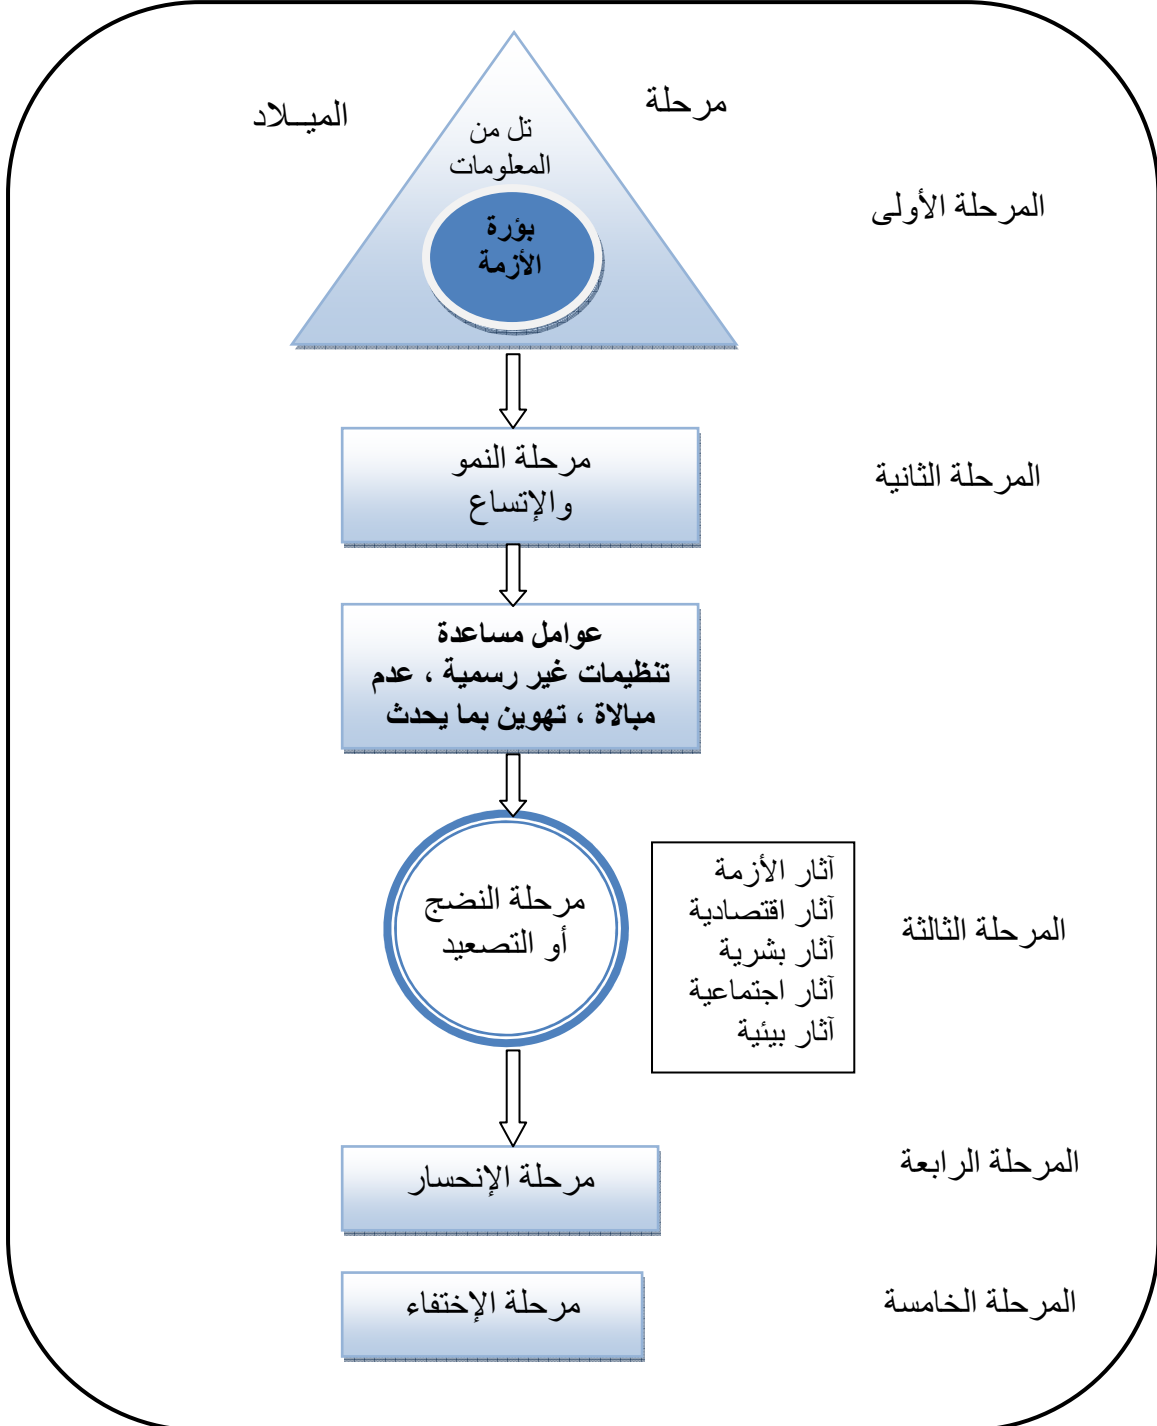 مرحلة
الميــلاد
تل من
المعلومات
بؤرة
الأزمة
المرحلة الأولى
مرحلة النمو
والإتساع
المرحلة الثانية
عوامل مساعدة
تنظيمات غير رسمية ، عدم
مبالاة ، تهوين بما يحدث
مرحلة النضج
أو التصعيد
آثار الأزمة
آثار اقتصادية
آثار بشرية
آثار اجتماعية
آثار بيئية
المرحلة الثالثة
مرحلة الإنحسار
المرحلة الرابعة
مرحلة الإختفاء
المرحلة الخامسة